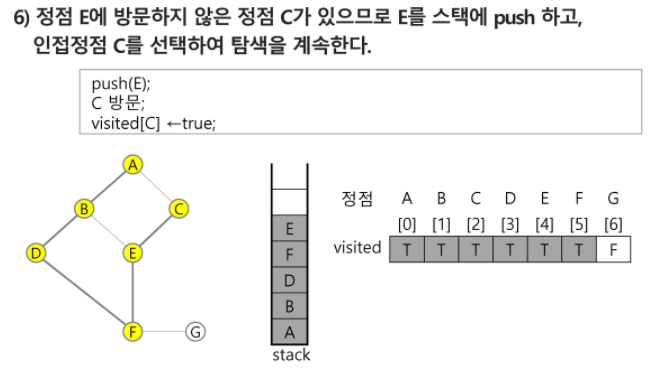 6) 정점 E에 방문하지 않은 정점 C가 있으므로 E를 스택에 push 하고,
인접정점 C를 선택하여 탐색을 계속한다.
push(E);
C 방문;
visited[C] ←true;
A
B
C
D
E
F
G
E
F
D
B
A
stack
정점 A B C D E F G
[0] [1] [2] [3] [4] [5] [6]
visited T T T T T T F